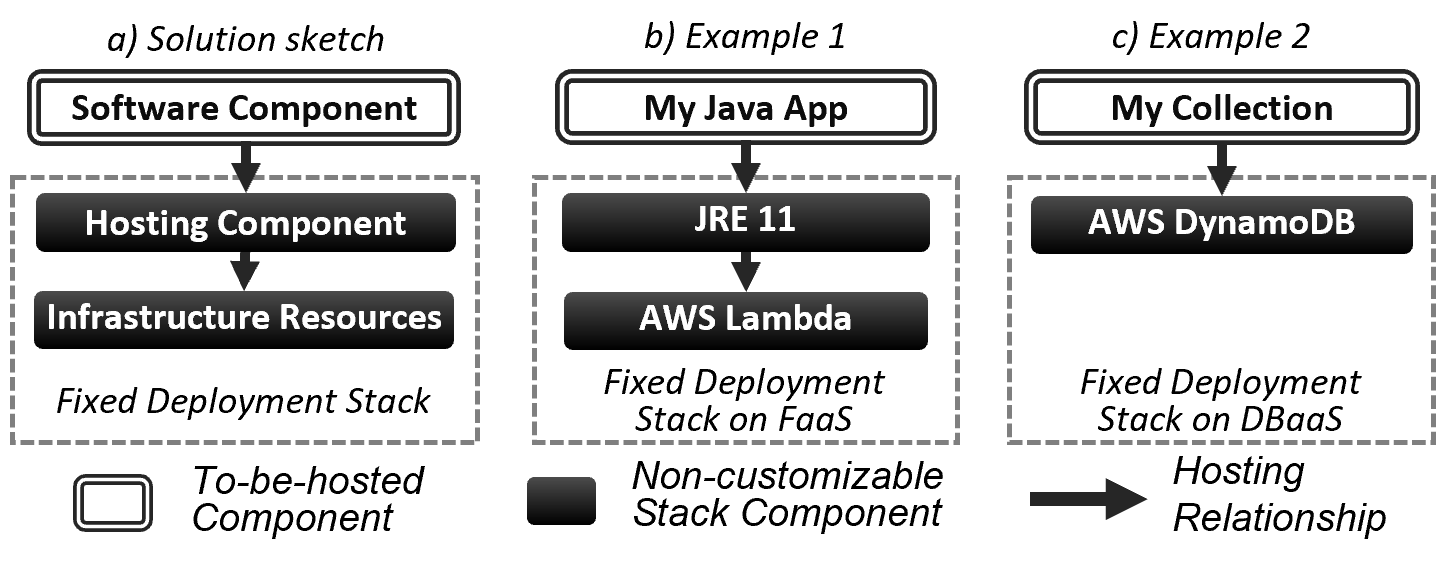 a) Solution sketch
Software Component
Hosting Component
Infrastructure Resources
Fixed Deployment Stack
b) Example 1
My Java App
JRE 11
AWS Lambda
Fixed Deployment
Stack on FaaS
c) Example 2
My Collection
AWS DynamoDB
Fixed Deployment
Stack on DBaaS
To-be-hosted
Component
Non-customizable
Stack Component
Hosting
Relationship